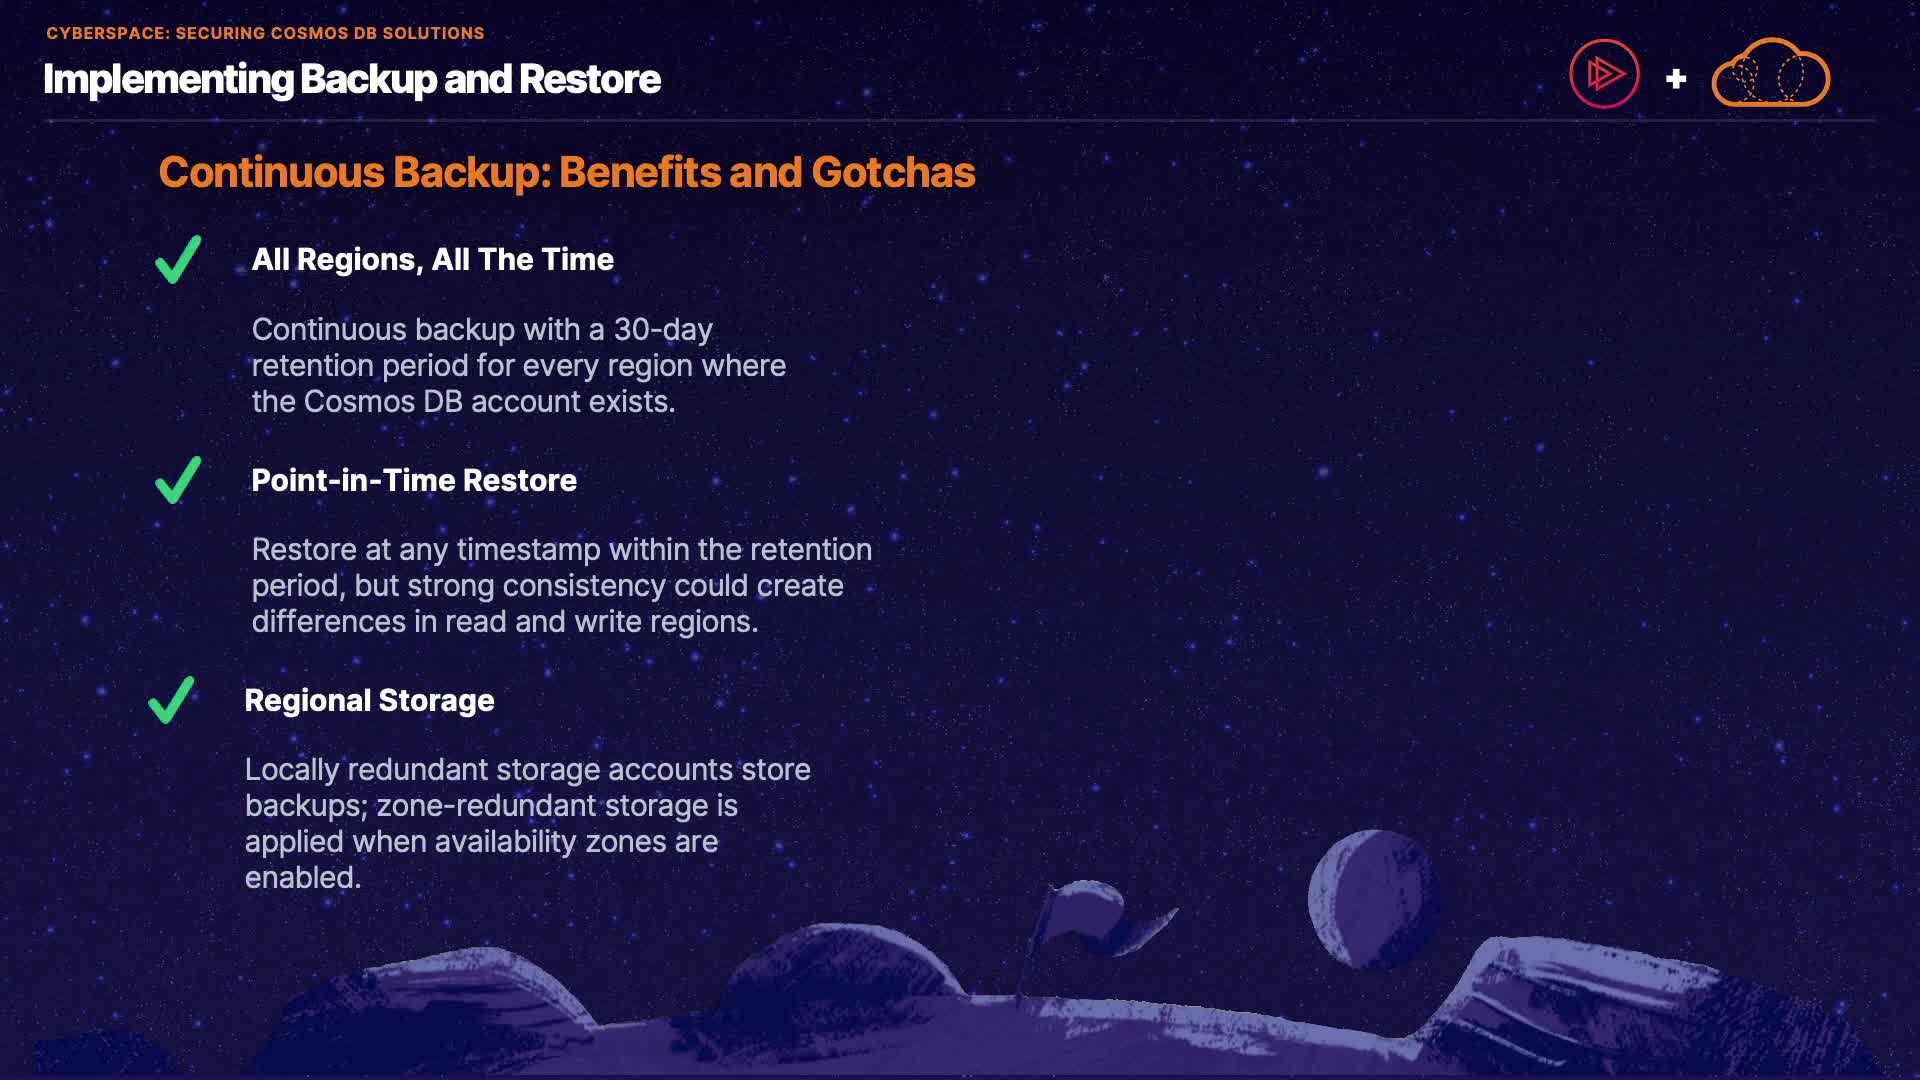 CYBERSPACE: SECURING COSMOS DB SOLUTIONS
Implementing Backup and Restore
Continuous Backup: Benefits and Gotchas
All Regions, All The Time
Continuous backup with a 30-day
retention period for every region where
the Cosmos DB account exists.
Point-in-Time Restore
Restore at any timestamp within the retention
period, but strong consistency could create
differences in read and write regions.
Regional Storage
Locally redundant storage accounts store
backups; zone-redundant storage is
applied when availability zones are
enabled.